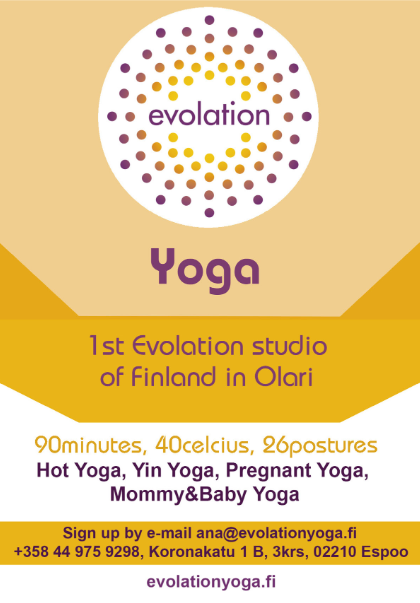 evolation
Yoga
1st Evolation studio
of Finland in Olari
90minutes, 40celcius, 26postures
Hot Yoga, Yin Yoga, Pregnant Yoga,
Mommy&Baby Yoga
Sign up by e-mail ana@evolationyoga.fi
+358 44 975 9298, Koronakatu 1 B, 3krs, 02210 Espoo
evolationyoga.fi